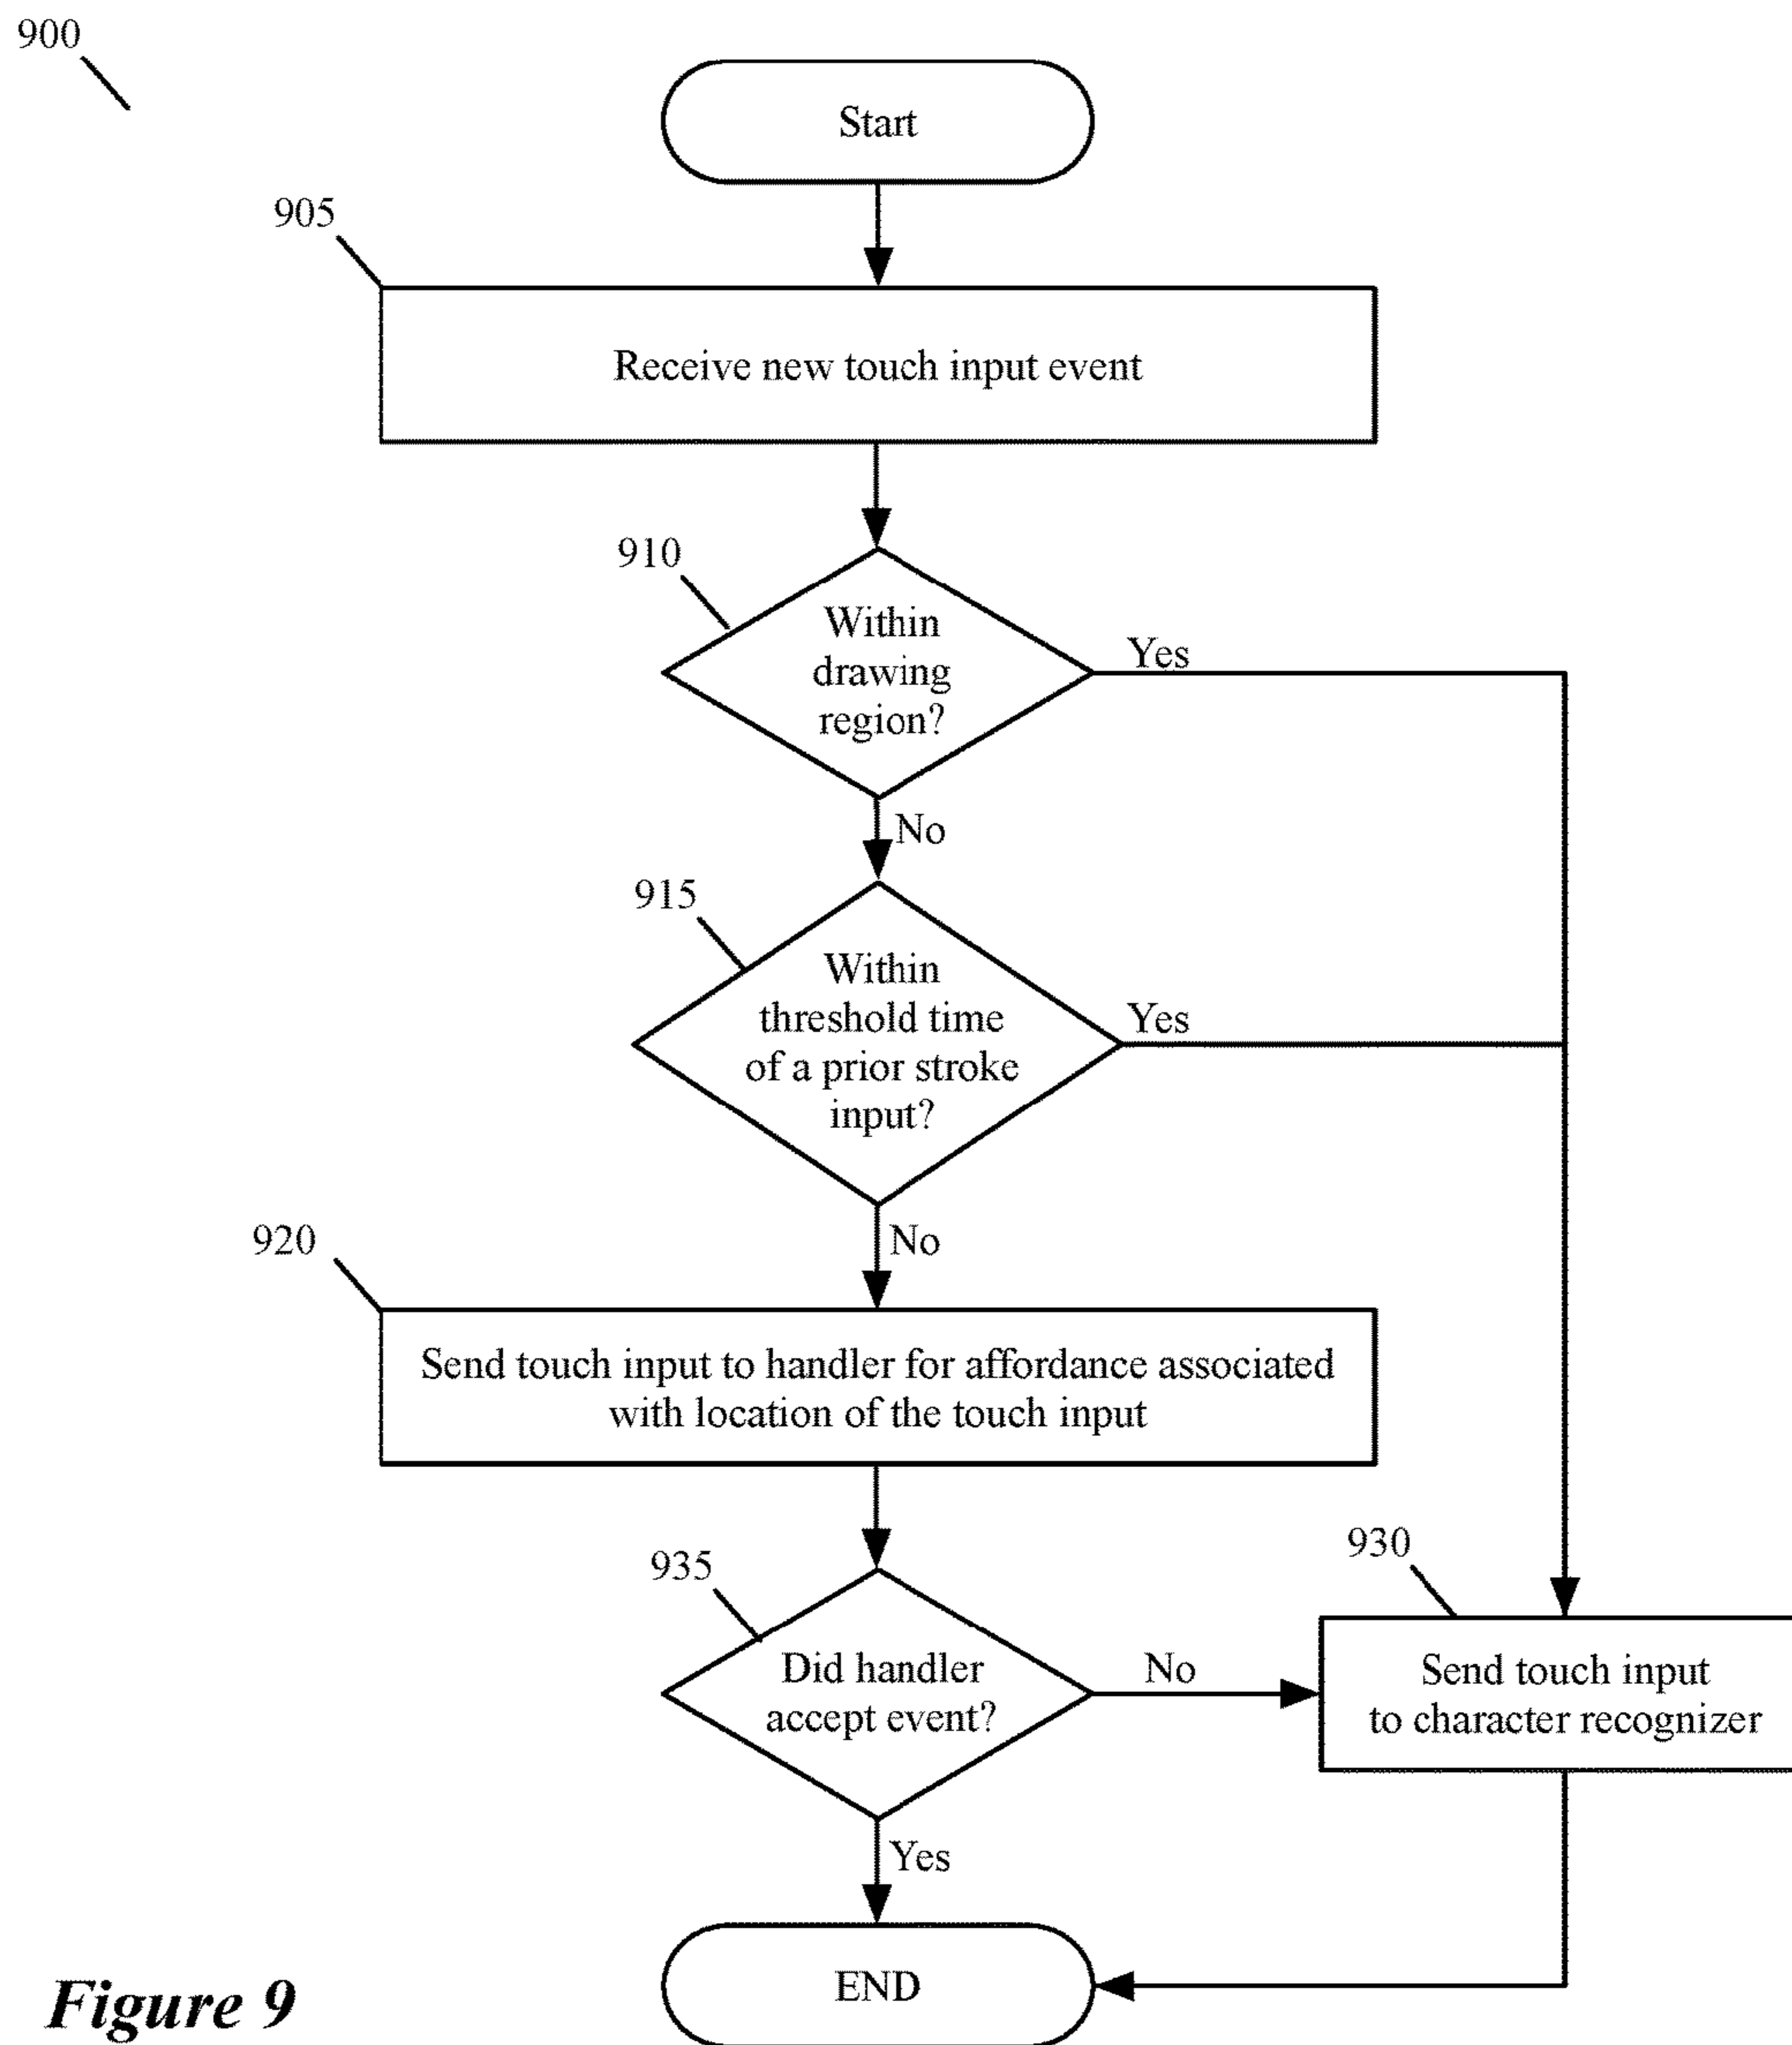 900
Start
905
Receive new touch input event
910
Within
drawing
region?
Yes
No
915
Within
threshold time
of a prior stroke
input?
Yes
No
920
Send touch input to handler for affordance associated
with location of the touch input
935
Did handler
accept event?
No
930
Send touch input
to character recognizer
Yes
END
Figure 9